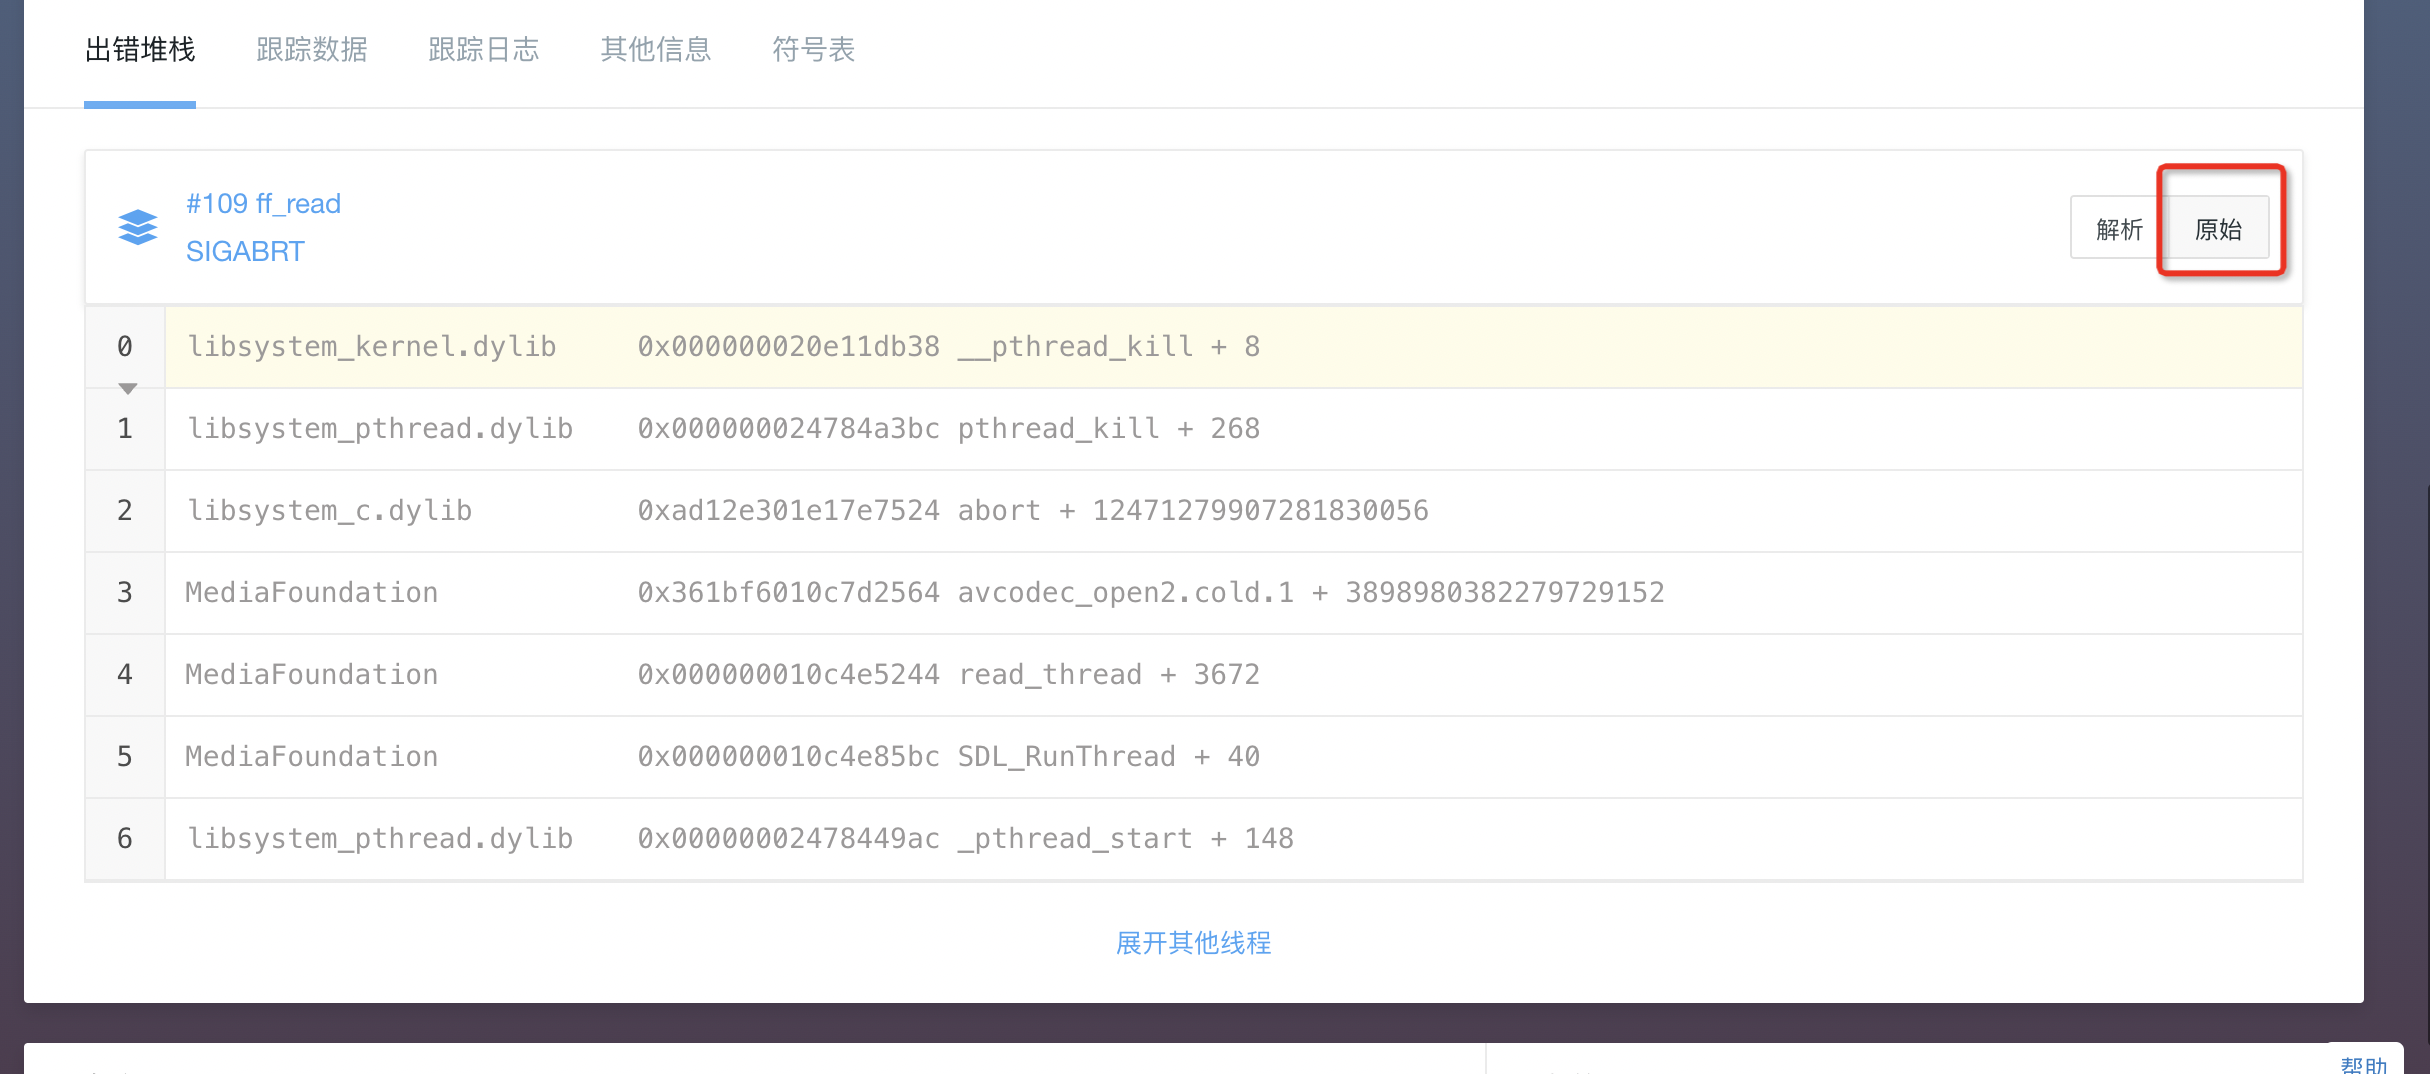 出错堆栈 跟踪数据 跟踪日志 其他信息 符号表
#109 ff_read
SIGABRT
解析 原始
0 libsystem_kernel.dylib 0x000000020e11db38 __pthread_kill + 8
1 libsystem_pthread.dylib 0x000000024784a3bc pthread_kill + 268
2 libsystem_c.dylib 0xad12e301e17e7524 abort + 12471279907281830056
3 MediaFoundation 0x361bf6010c7d2564 avcodec_open2.cold.1 + 3898980382279729152
4 MediaFoundation 0x000000010c4e5244 read_thread + 3672
5 MediaFoundation 0x000000010c4e85bc SDL_RunThread + 40
6 libsystem_pthread.dylib 0x00000002478449ac _pthread_start + 148
展开其他线程
帮助